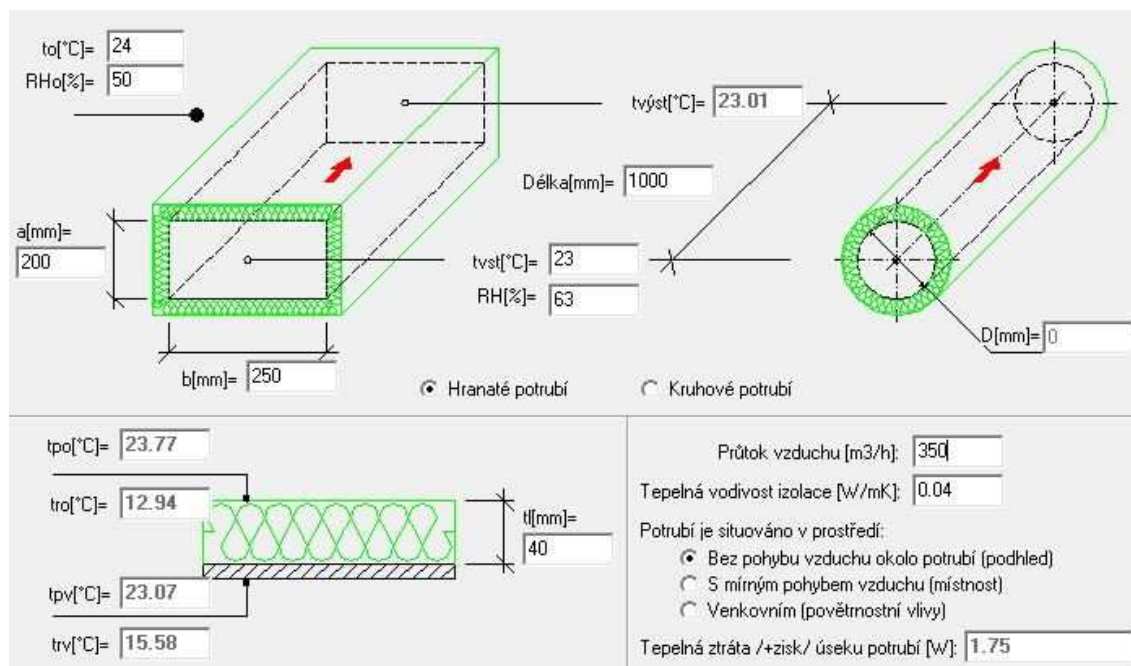 to[°C]= 24
RHo[%]= 50
tvýst[°C]= 23.01
Délka[mm]= 1000
a[mm]=
200
tvst[°C]= 23
RH[%]= 63
D[mm]= 0
b[mm]= 250
Hranaté potrubí
Kruhové potrubí
tpo[°C]= 23.77
tro[°C]= 12.94
tl[mm]=
40
tpv[°C]= 23.07
trv[°C]= 15.58
Průtok vzduchu [m3/h]: 350
Tepelná vodivost izolace [W/mK]: 0.04
Potrubí je situováno v prostředí:
Bez pohybu vzduchu okolo potrubí (podhled)
S mírným pohybem vzduchu (místnost)
Venkovním (povětrnostní vlivy)
Tepelná ztráta /+zisk/ úseku potrubí [W]: 1.75